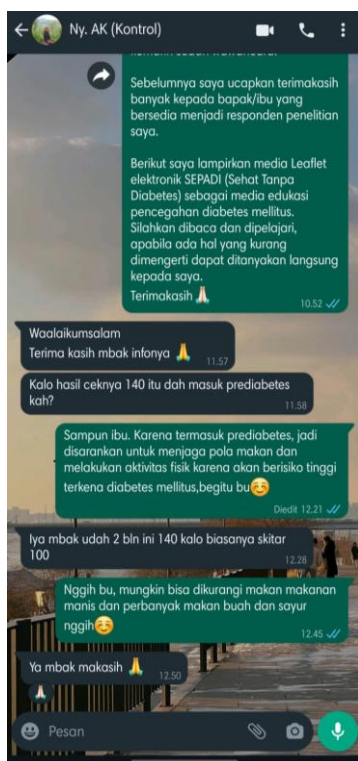 Ny. AK (Kontrol)
Sebelumnya saya ucapkan terimakasih
banyak kepada bapak/ibu yang
bersedia menjadi responden penelitian
saya.
Berikut saya lampirkan media Leaflet
elektronik SEPADI (Sehat Tanpa
Diabetes) sebagai media edukasi
pencegahan diabetes mellitus.
Silahkan dibaca dan dipelajari,
apabila ada hal yang kurang
dimengerti dapat ditanyakan langsung
kepada saya.
Terimakasih 🙏🏻
10.52
Waalaikumsalam
Terima kasih mbak infonya 🙏
11.57
Kalo hasil ceknya 140 itu dah masuk prediabetes
kah?
11.58
Sampun ibu. Karena termasuk prediabetes, jadi
disarankan untuk menjaga pola makan dan
melakukan aktivitas fisik karena akan berisiko tinggi
terkena diabetes mellitus,begitu bu☺️
Diedit 12.21
Iya mbak udah 2 bln ini 140 kalo biasanya skitar
100
12.28
Nggih bu, mungkin bisa dikurangi makan makanan
manis dan perbanyak makan buah dan sayur
nggih☺️
12.45
Ya mbak makasih 🙏
12.50
🙏🏻
Pesan